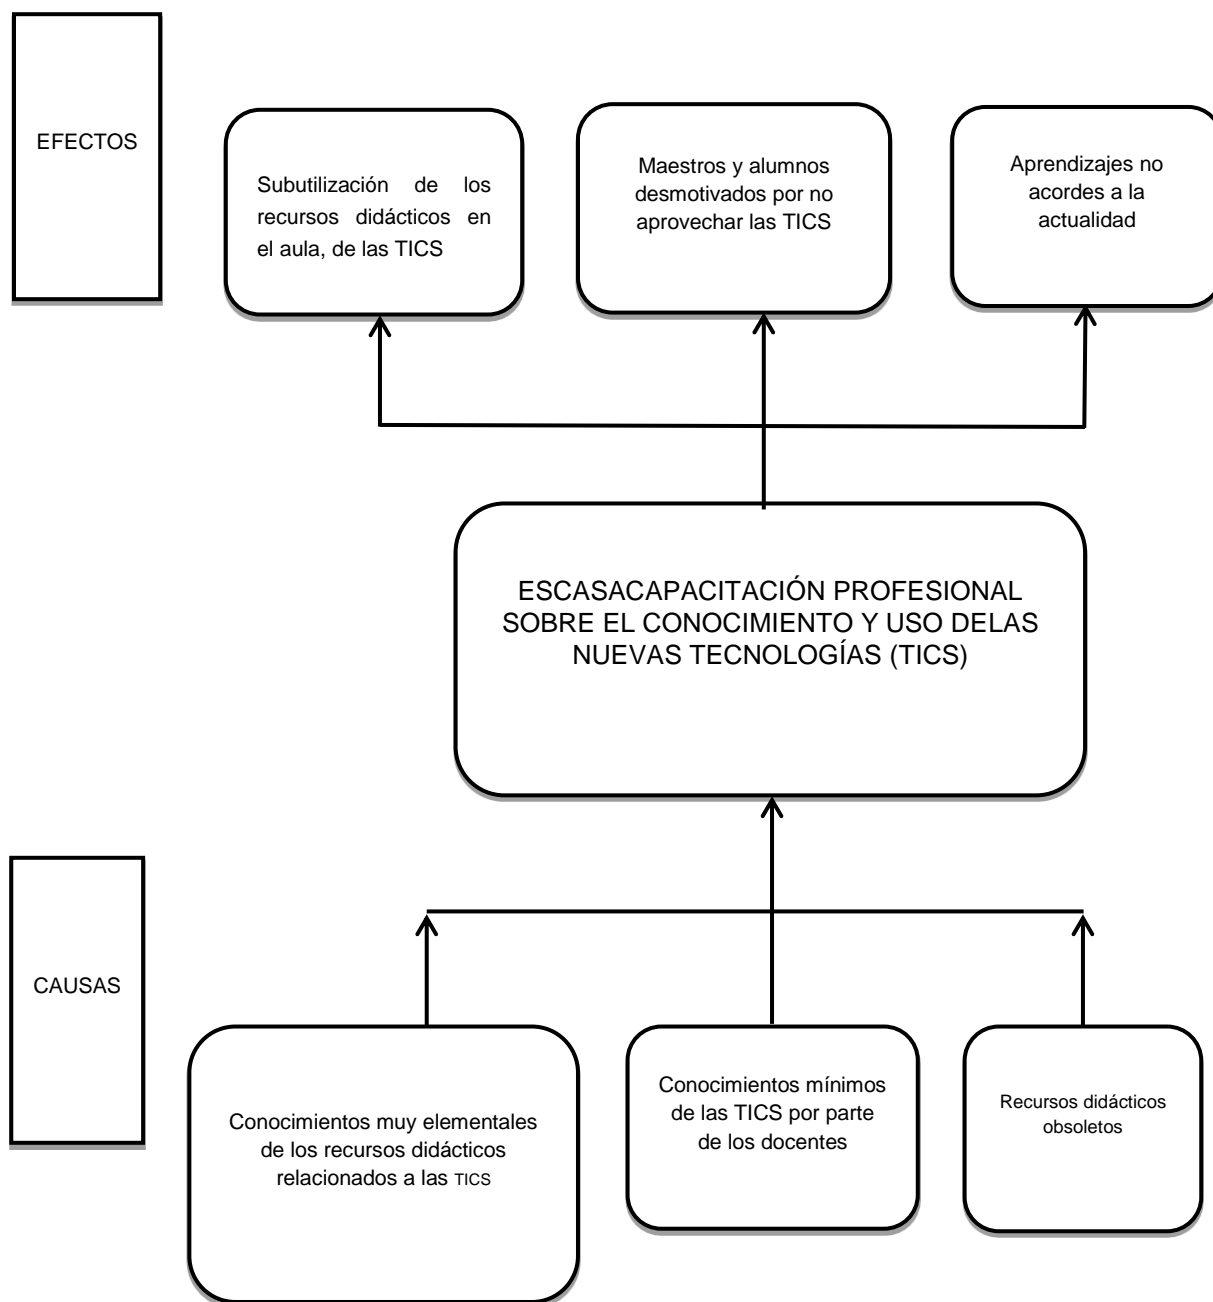 EFECTOS
Subutilización de los
recursos didácticos en
el aula, de las TICS
Maestros y alumnos
desmotivados por no
aprovechar las TICS
Aprendizajes no
acordes a la
actualidad
ESCASACAPACITACIÓN PROFESIONAL
SOBRE EL CONOCIMIENTO Y USO DELAS
NUEVAS TECNOLOGÍAS (TICS)
CAUSAS
Conocimientos muy elementales
de los recursos didácticos
relacionados a las TICS
Conocimientos mínimos
de las TICS por parte
de los docentes
Recursos didácticos
obsoletos